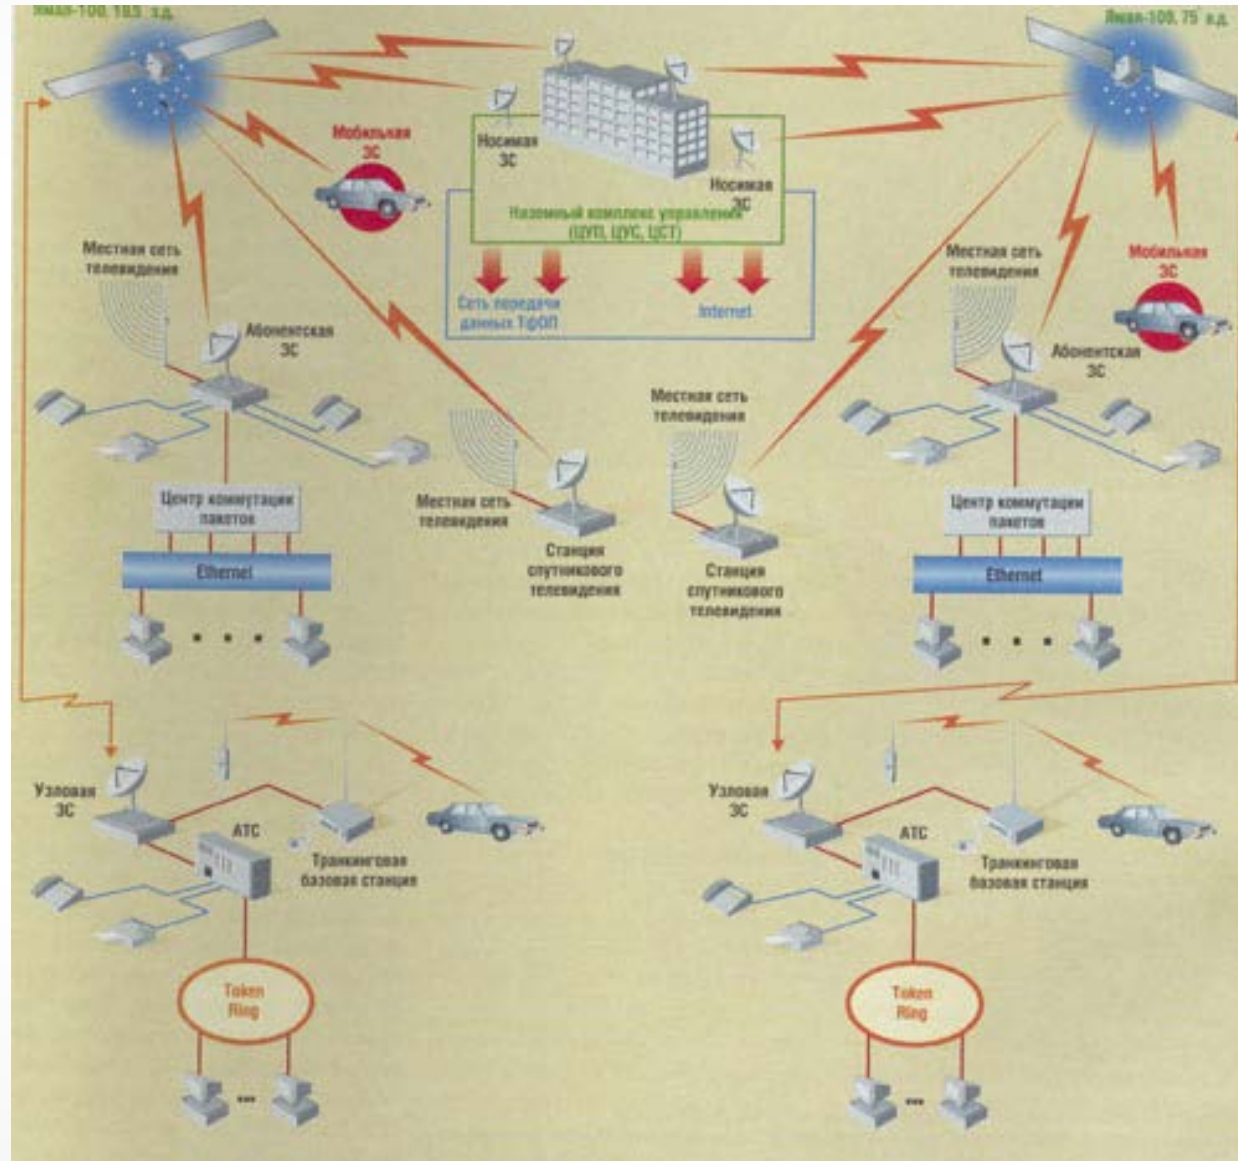 Ямал-100,
з.д.
Ямал-100, 75° в.д.
Мобильная
ЗС
Носимая
ЗС
Носимая
ЗС
Наземный комплекс управления
(ЦУП, ЦУС, ЦСТ)
Сеть передачи
данных ТфОП
Internet
Местная сеть
телевидения
Абонентская
ЗС
Местная сеть
телевидения
Мобильная
ЗС
Абонентская
ЗС
Местная сеть
телевидения
Местная сеть
телевидения
Центр коммутации
пакетов
Ethernet
Станция
спутникового
телевидения
Станция
спутникового
телевидения
Центр коммутации
пакетов
Ethernet
Узловая
ЗС
АТС
Транкинговая
базовая станция
Token
Ring
Узловая
ЗС
АТС
Транкинговая
базовая станция
Token
Ring